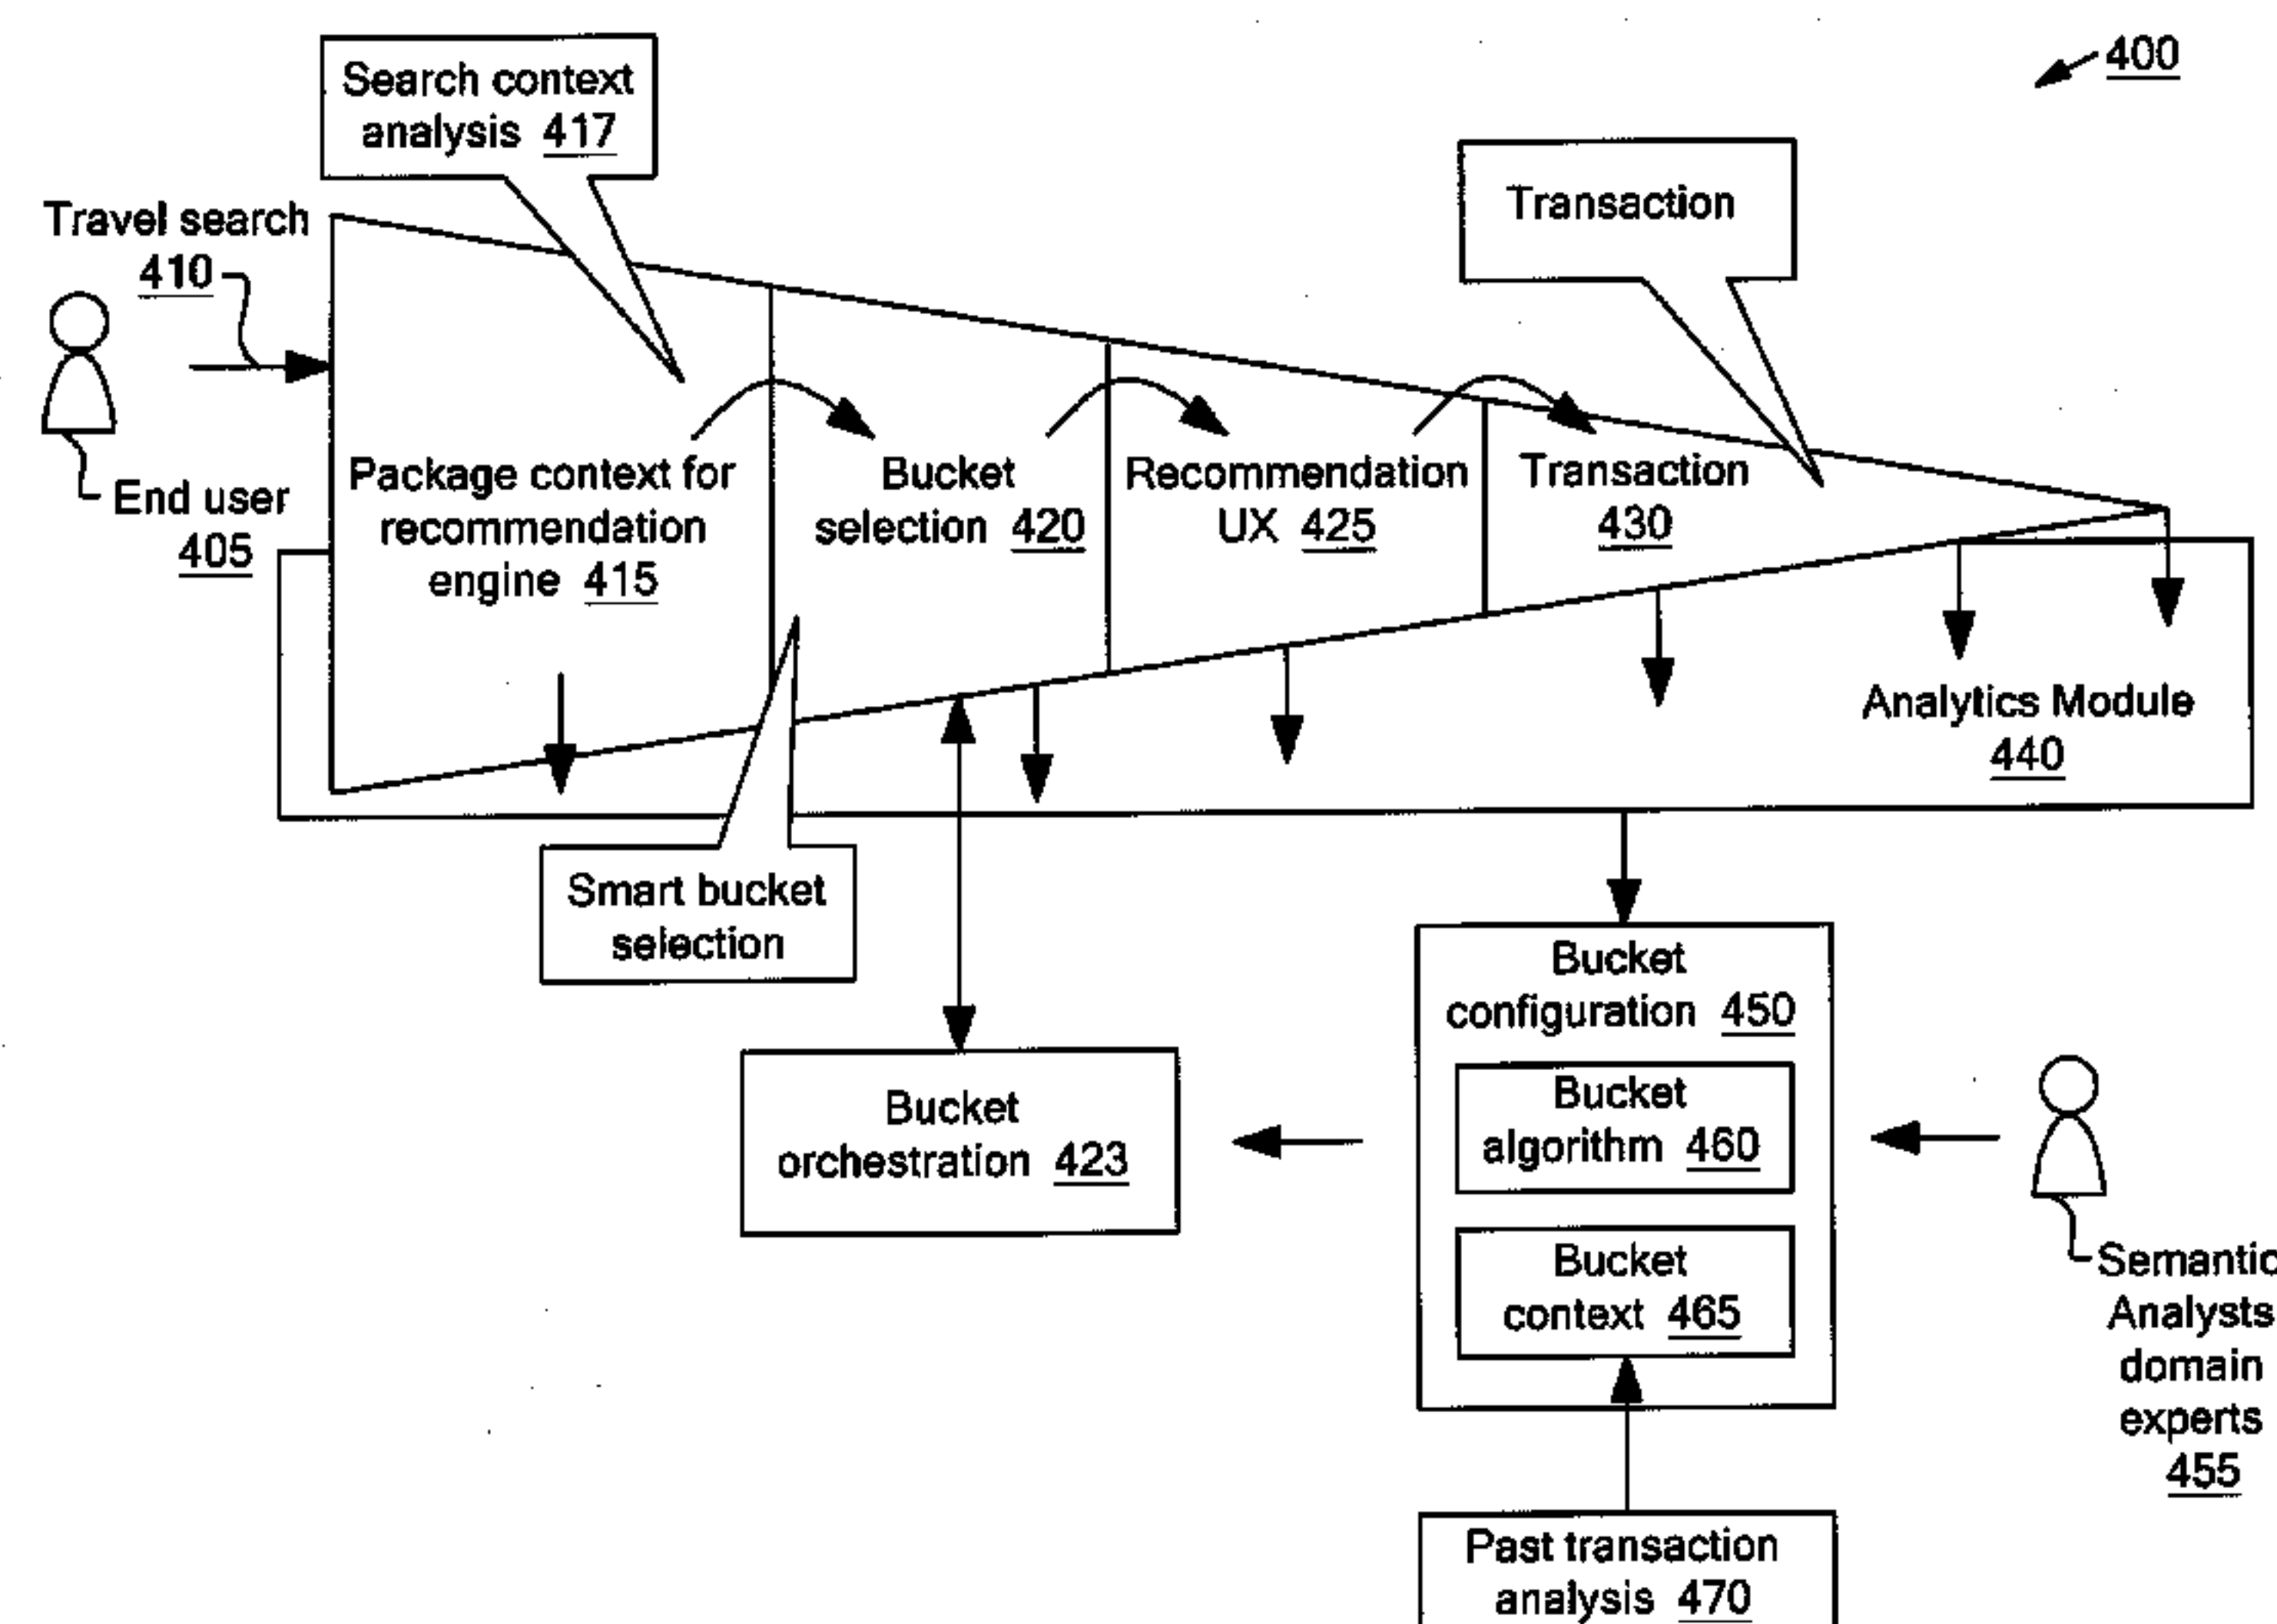 400
Search context
analysis 417
Transaction
Travel search
410
End user
405
Package context for
recommendation
engine 415
Bucket
selection 420
Recommendation
UX 425
Transaction
430
Analytics Module
440
Smart bucket
selection
Bucket
configuration 450
Bucket
algorithm 460
Bucket
context 465
Bucket
orchestration 423
Semantic
Analysts
domain
experts
455
Past transaction
analysis 470